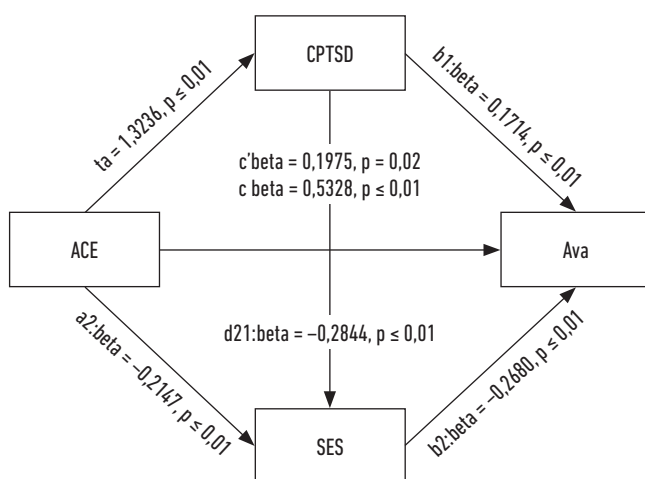 CPTSD
ta = 1,3236, p ≤ 0,01
b1:beta = 0,1714, p ≤ 0,01
c'beta = 0,1975, p = 0,02
c beta = 0,5328, p ≤ 0,01
ACE
Ava
a2:beta = –0,2147, p ≤ 0,01
d21:beta = –0,2844, p ≤ 0,01
b2:beta = –0,2680, p ≤ 0,01
SES